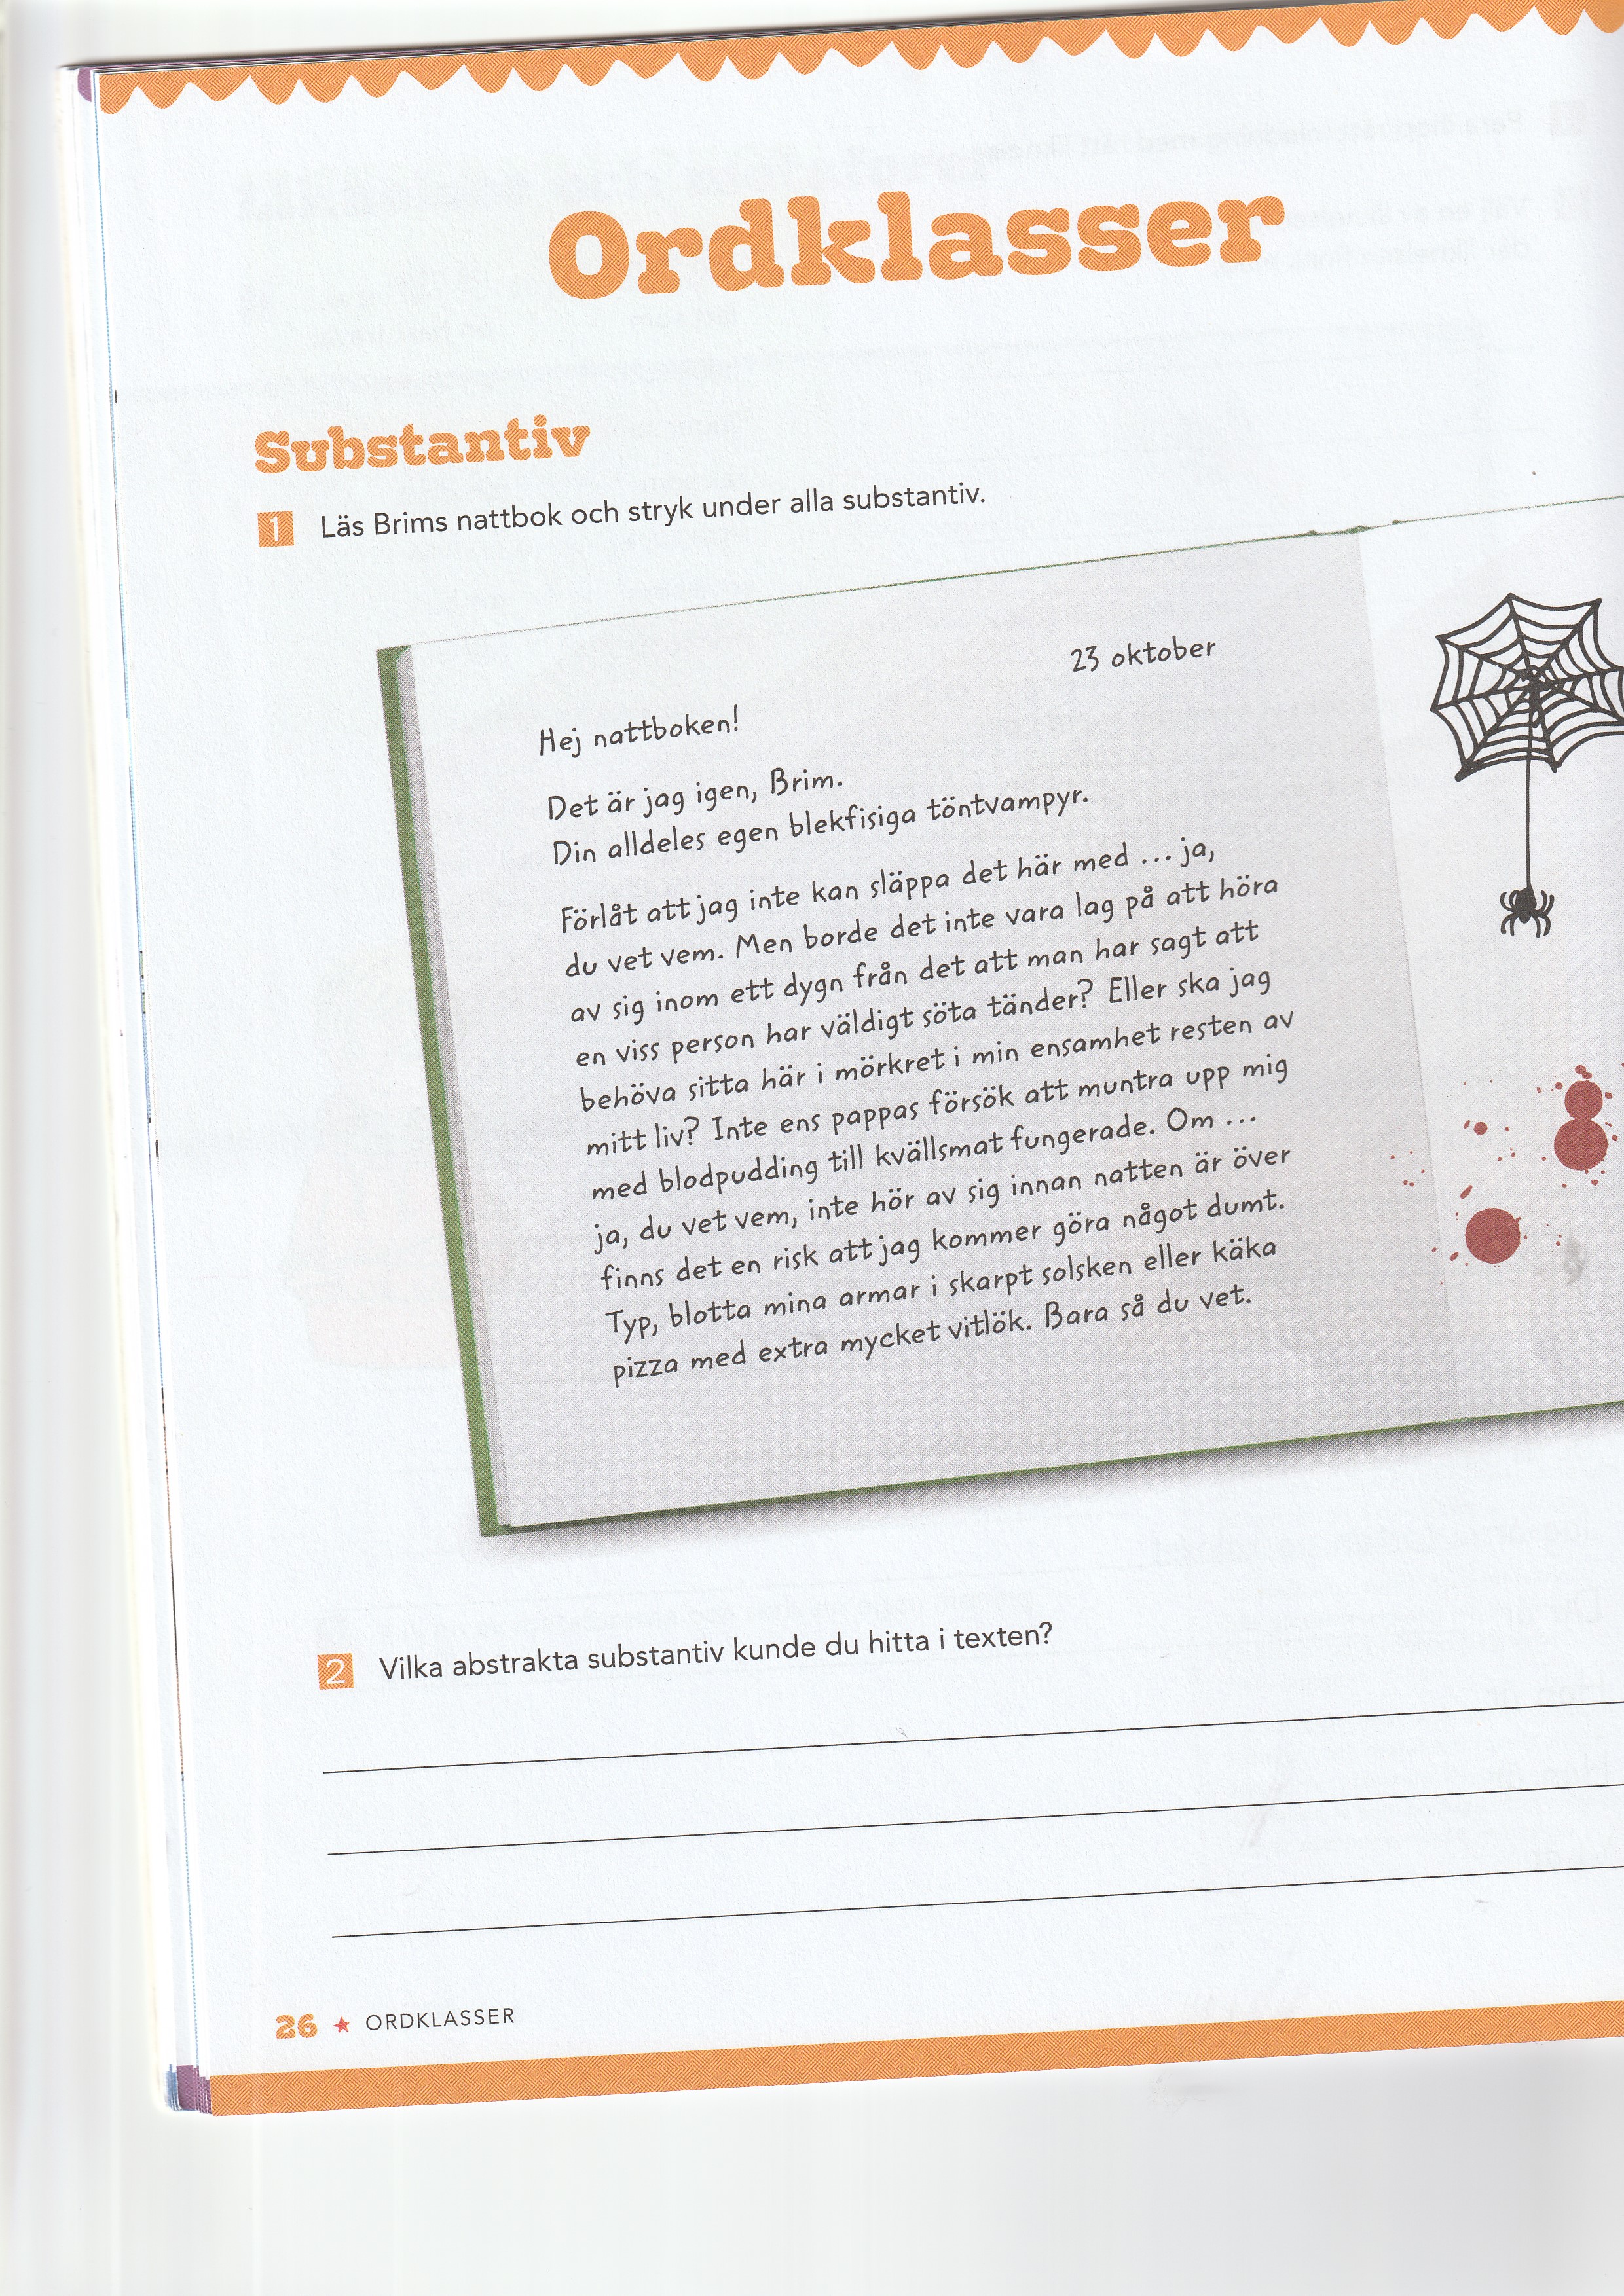 Ordklasser
Substantiv
1 Läs Brims nattbok och stryk under alla substantiv.
23 oktober
Hej nattboken!
Det är jag igen, Brim.
Din alldeles egen blekfisiga töntvampyr.
Förlåt att jag inte kan släppa det här med ... ja,
du vet vem. Men borde det inte vara lag på att höra
av sig inom ett dygn från det att man har sagt att
en viss person har väldigt söta tänder? Eller ska jag
behöva sitta här i mörkret i min ensamhet resten av
mitt liv? Inte ens pappas försök att muntra upp mig
med blodpudding till kvällsmat fungerade. Om ...
ja, du vet vem, inte hör av sig innan natten är över
finns det en risk att jag kommer göra något dumt.
Typ, blotta mina armar i skarpt solsken eller käka
pizza med extra mycket vitlök. Bara så du vet.
2 Vilka abstrakta substantiv kunde du hitta i texten?
26 ★ ORDKLASSER